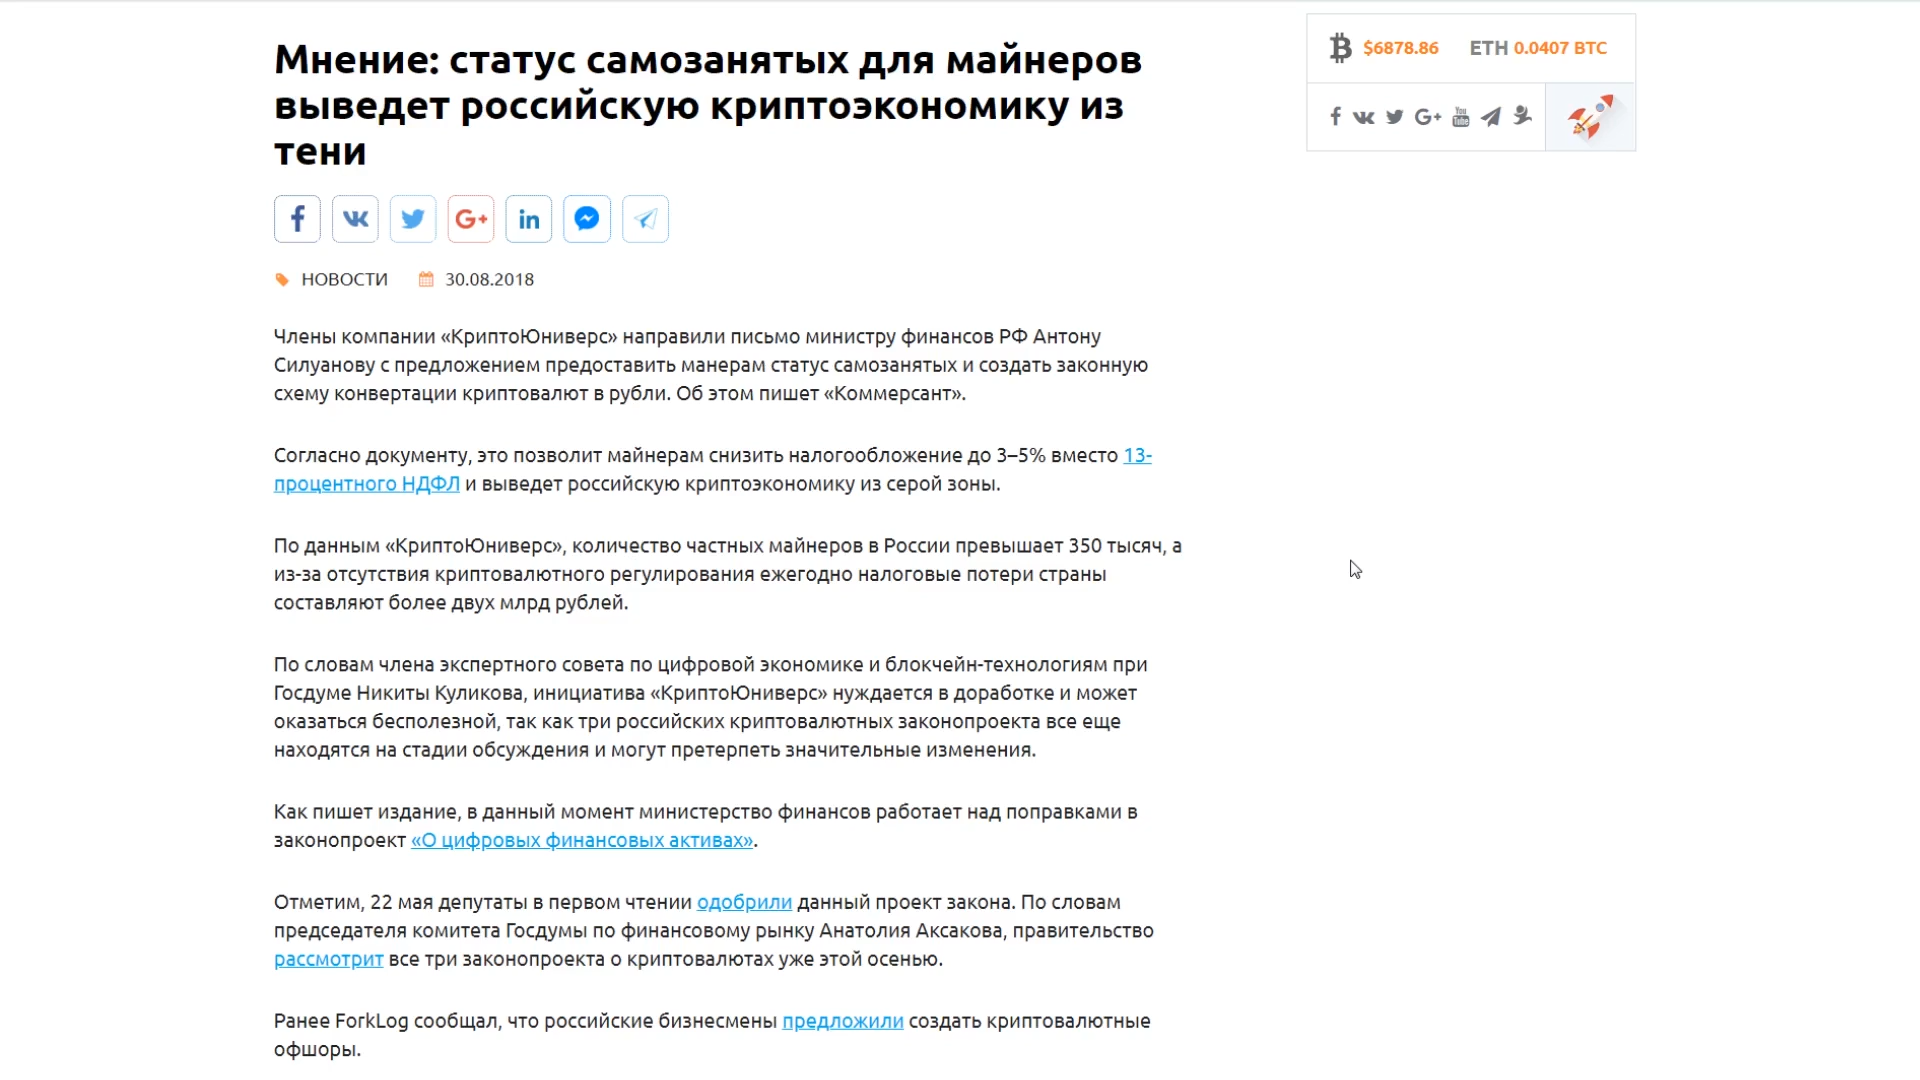 Мнение: статус самозанятых для майнеров
выведет российскую криптоэкономику из
тени
$6878.86 ETH 0.0407 BTC
НОВОСТИ 30.08.2018
Члены компании «КриптоЮниверс» направили письмо министру финансов РФ Антону
Силуанову с предложением предоставить манерам статус самозанятых и создать законную
схему конвертации криптовалют в рубли. Об этом пишет «Коммерсант».
Согласно документу, это позволит майнерам снизить налогообложение до 3–5% вместо 13-
процентного НДФЛ и выведет российскую криптоэкономику из серой зоны.
По данным «КриптоЮниверс», количество частных майнеров в России превышает 350 тысяч, а
из-за отсутствия криптовалютного регулирования ежегодно налоговые потери страны
составляют более двух млрд рублей.
По словам члена экспертного совета по цифровой экономике и блокчейн-технологиям при
Госдуме Никиты Куликова, инициатива «КриптоЮниверс» нуждается в доработке и может
оказаться бесполезной, так как три российских криптовалютных законопроекта все еще
находятся на стадии обсуждения и могут претерпеть значительные изменения.
Как пишет издание, в данный момент министерство финансов работает над поправками в
законопроект «О цифровых финансовых активах».
Отметим, 22 мая депутаты в первом чтении одобрили данный проект закона. По словам
председателя комитета Госдумы по финансовому рынку Анатолия Аксакова, правительство
рассмотрит все три законопроекта о криптовалютах уже этой осенью.
Ранее ForkLog сообщал, что российские бизнесмены предложили создать криптовалютные
офшоры.